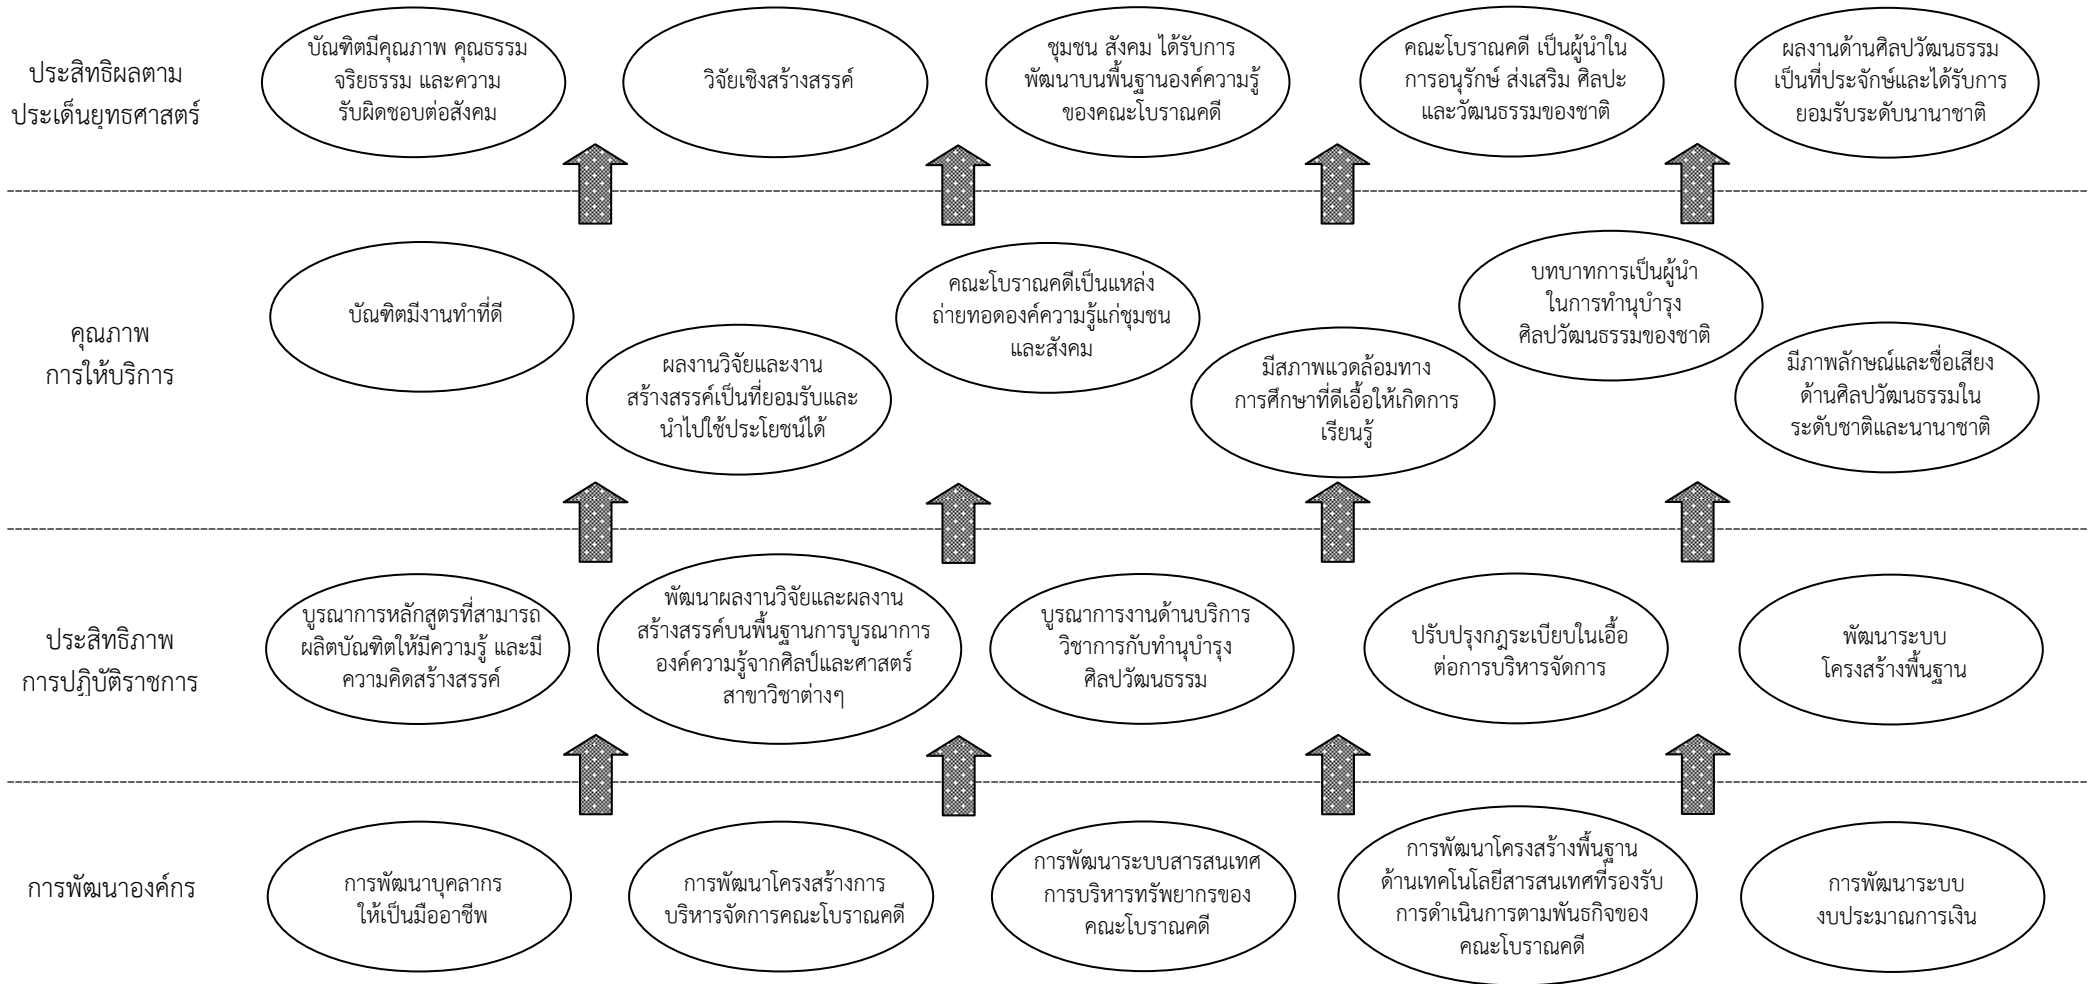 ประสิทธิผลตาม
ประเด็นยุทธศาสตร์
บัณฑิตมีคุณภาพ คุณธรรม
จริยธรรม และความ
รับผิดชอบต่อสังคม
วิจัยเชิงสร้างสรรค์
ชุมชน สังคม ได้รับการ
พัฒนาบนพื้นฐานองค์ความรู้
ของคณะโบราณคดี
คณะโบราณคดี เป็นผู้นำใน
การอนุรักษ์ ส่งเสริม ศิลปะ
และวัฒนธรรมของชาติ
ผลงานด้านศิลปวัฒนธรรม
เป็นที่ประจักษ์และได้รับการ
ยอมรับระดับนานาชาติ
คุณภาพ
การให้บริการ
บัณฑิตมีงานทำที่ดี
ผลงานวิจัยและงาน
สร้างสรรค์เป็นที่ยอมรับและ
นำไปใช้ประโยชน์ได้
คณะโบราณคดีเป็นแหล่ง
ถ่ายทอดองค์ความรู้แก่ชุมชน
และสังคม
มีสภาพแวดล้อมทาง
การศึกษาที่ดีเอื้อให้เกิดการ
เรียนรู้
บทบาทการเป็นผู้นำ
ในการทำนุบำรุง
ศิลปวัฒนธรรมของชาติ
มีภาพลักษณ์และชื่อเสียง
ด้านศิลปวัฒนธรรมใน
ระดับชาติและนานาชาติ
ประสิทธิภาพ
การปฏิบัติราชการ
บูรณาการหลักสูตรที่สามารถ
ผลิตบัณฑิตให้มีความรู้ และมี
ความคิดสร้างสรรค์
พัฒนาผลงานวิจัยและผลงาน
สร้างสรรค์บนพื้นฐานการบูรณาการ
องค์ความรู้จากศิลป์และศาสตร์
สาขาวิชาต่างๆ
บูรณาการงานด้านบริการ
วิชาการกับทำนุบำรุง
ศิลปวัฒนธรรม
ปรับปรุงกฎระเบียบในเอื้อ
ต่อการบริหารจัดการ
พัฒนาระบบ
โครงสร้างพื้นฐาน
การพัฒนาองค์กร
การพัฒนาบุคลากร
ให้เป็นมืออาชีพ
การพัฒนาโครงสร้างการ
บริหารจัดการคณะโบราณคดี
การพัฒนาระบบสารสนเทศ
การบริหารทรัพยากรของ
คณะโบราณคดี
การพัฒนาโครงสร้างพื้นฐาน
ด้านเทคโนโลยีสารสนเทศที่รองรับ
การดำเนินการตามพันธกิจของ
คณะโบราณคดี
การพัฒนาระบบ
งบประมาณการเงิน